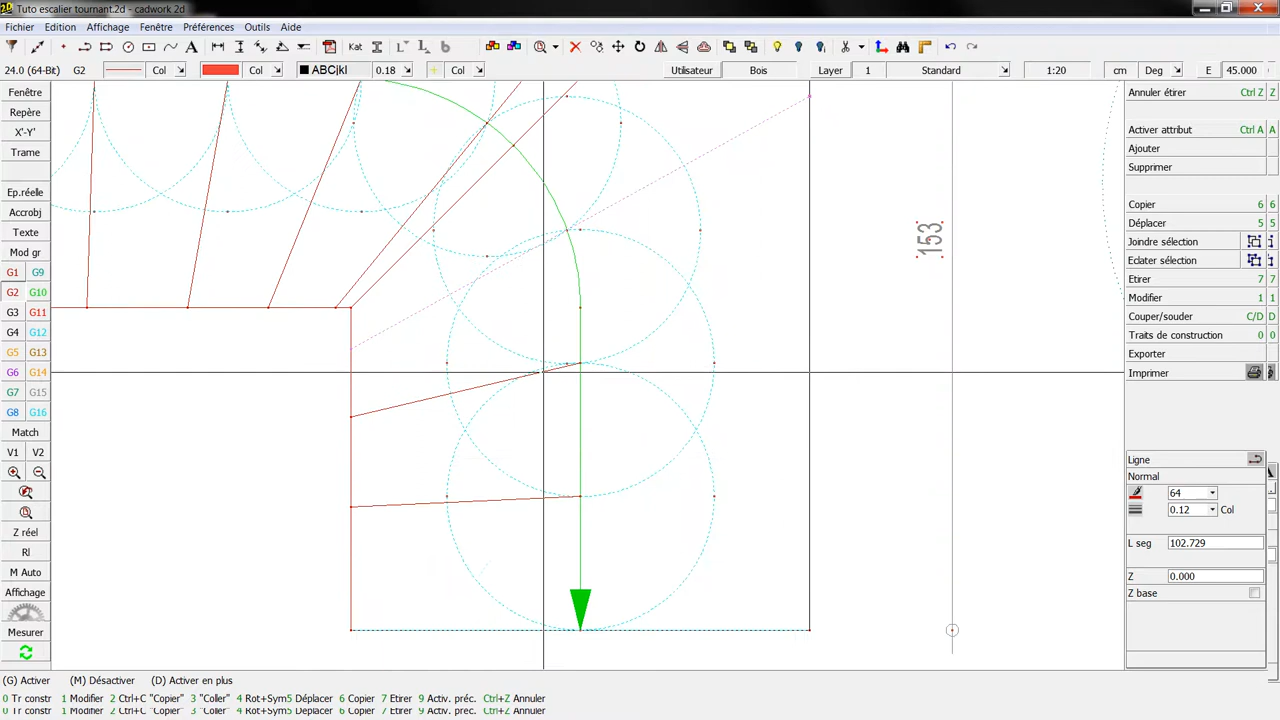 Tuto escalier tournant.2d - cadwork 2d
Fichier Edition Affichage Fenêtre Préférences Outils Aide
Kat
24.0 (64-Bit) G2 Col Col ABC|kl 0.18 Col Utilisateur Bois Layer 1 Standard 1:20 cm Deg E 45.000
Fenêtre
Repère
X'-Y'
Trame
Ep.réelle
Accrobj
Texte
Mod gr
G1 G9
G2 G10
G3 G11
G4 G12
G5 G13
G6 G14
G7 G15
G8 G16
Match
V1 V2
Z réel
Rl
M Auto
Affichage
Mesurer
153
Annuler étirer Ctrl Z Z
Activer attribut Ctrl A A
Ajouter
Supprimer
Copier 6 6
Déplacer 5 5
Joindre sélection
Eclater sélection
Etirer 7 7
Modifier 1 1
Couper/souder C/D D
Traits de construction 0 0
Exporter
Imprimer
Ligne
Normal
64
0.12 Col
L seg 102.729
Z 0.000
Z base
(G) Activer (M) Désactiver (D) Activer en plus
0 Tr constr 1 Modifier 2 Ctrl+C "Copier" 3 "Coller" 4 Rot+Sym5 Déplacer 6 Copier 7 Etirer 9 Activ. préc. Ctrl+Z Annuler
0 Tr constr 1 Modifier 2 Ctrl+C "Copier" 3 "Coller" 4 Rot+Sym5 Déplacer 6 Copier 7 Etirer 9 Activ. préc. Ctrl+Z Annuler